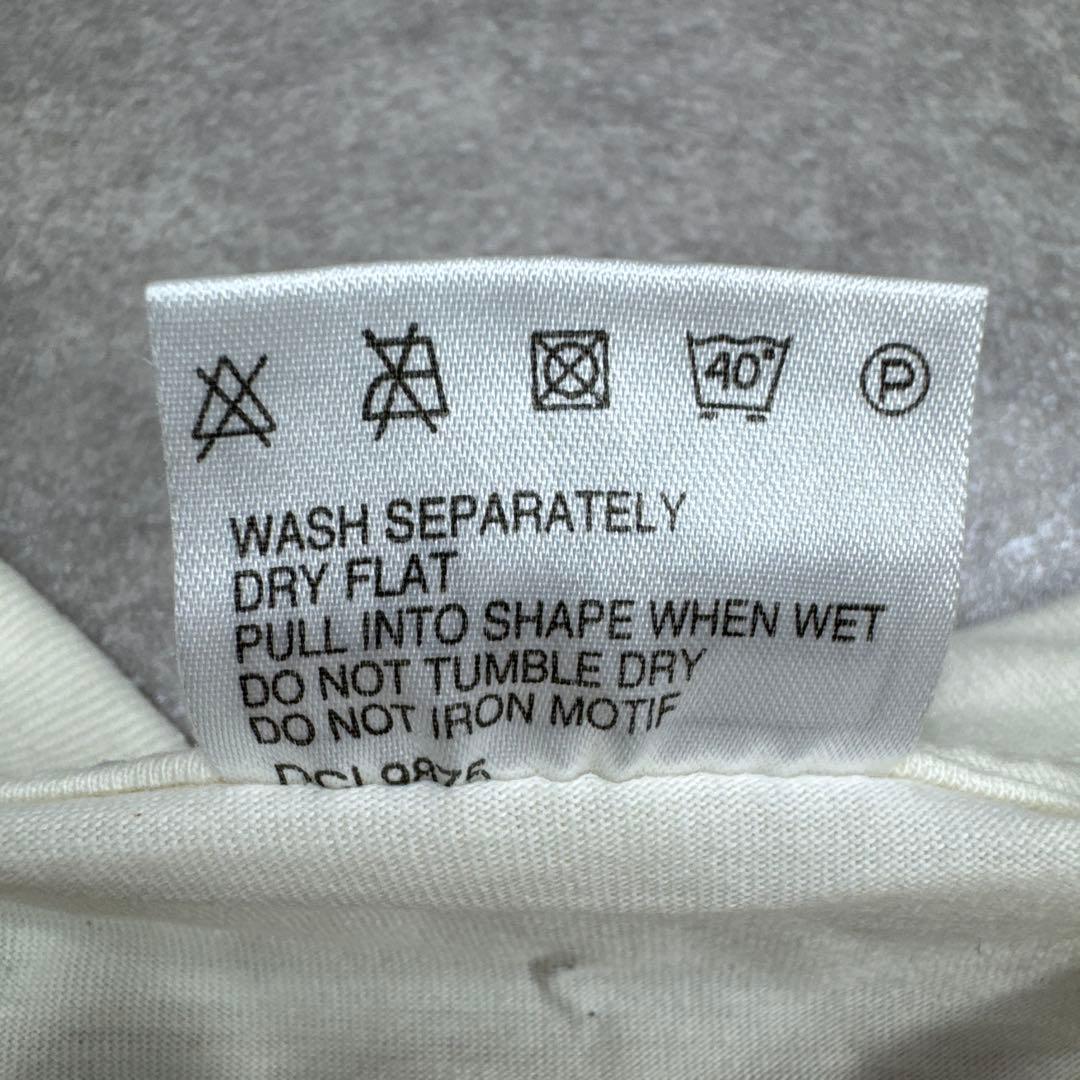 40°
P
WASH SEPARATELY
DRY FLAT
PULL INTO SHAPE WHEN WET
DO NOT TUMBLE DRY
DO NOT IRON MOTIF